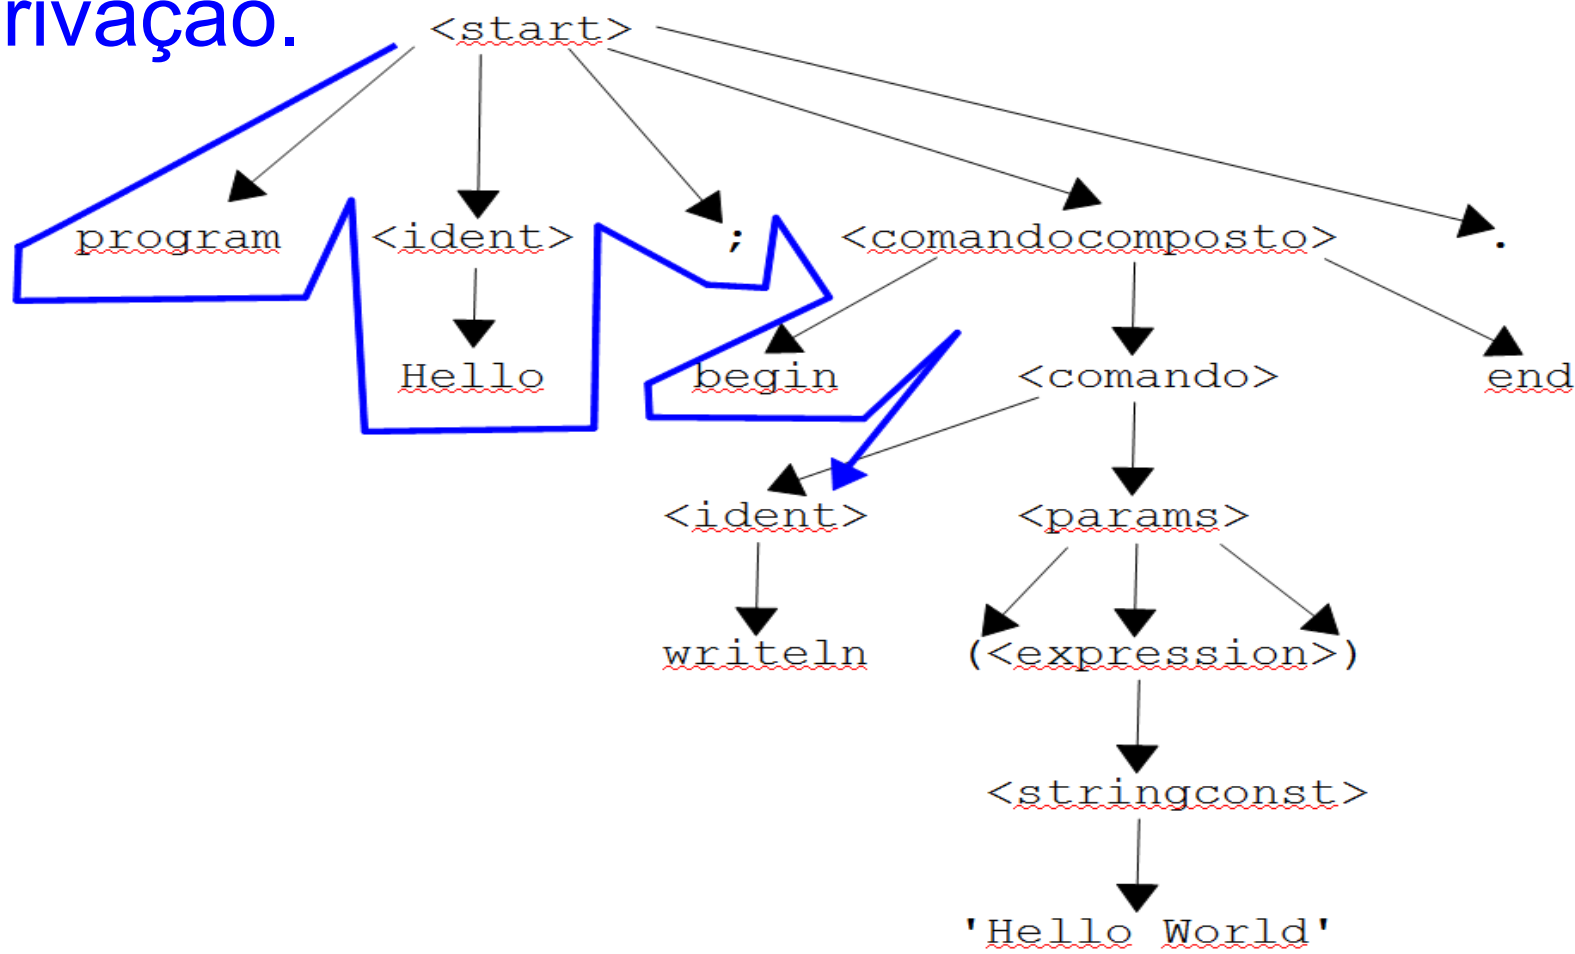 rivação.
<start>
program <ident> ; <comandocomposto> .
Hello begin <comando> end
<ident> <params>
writeln (<expression>)
<stringconst>
'Hello World'